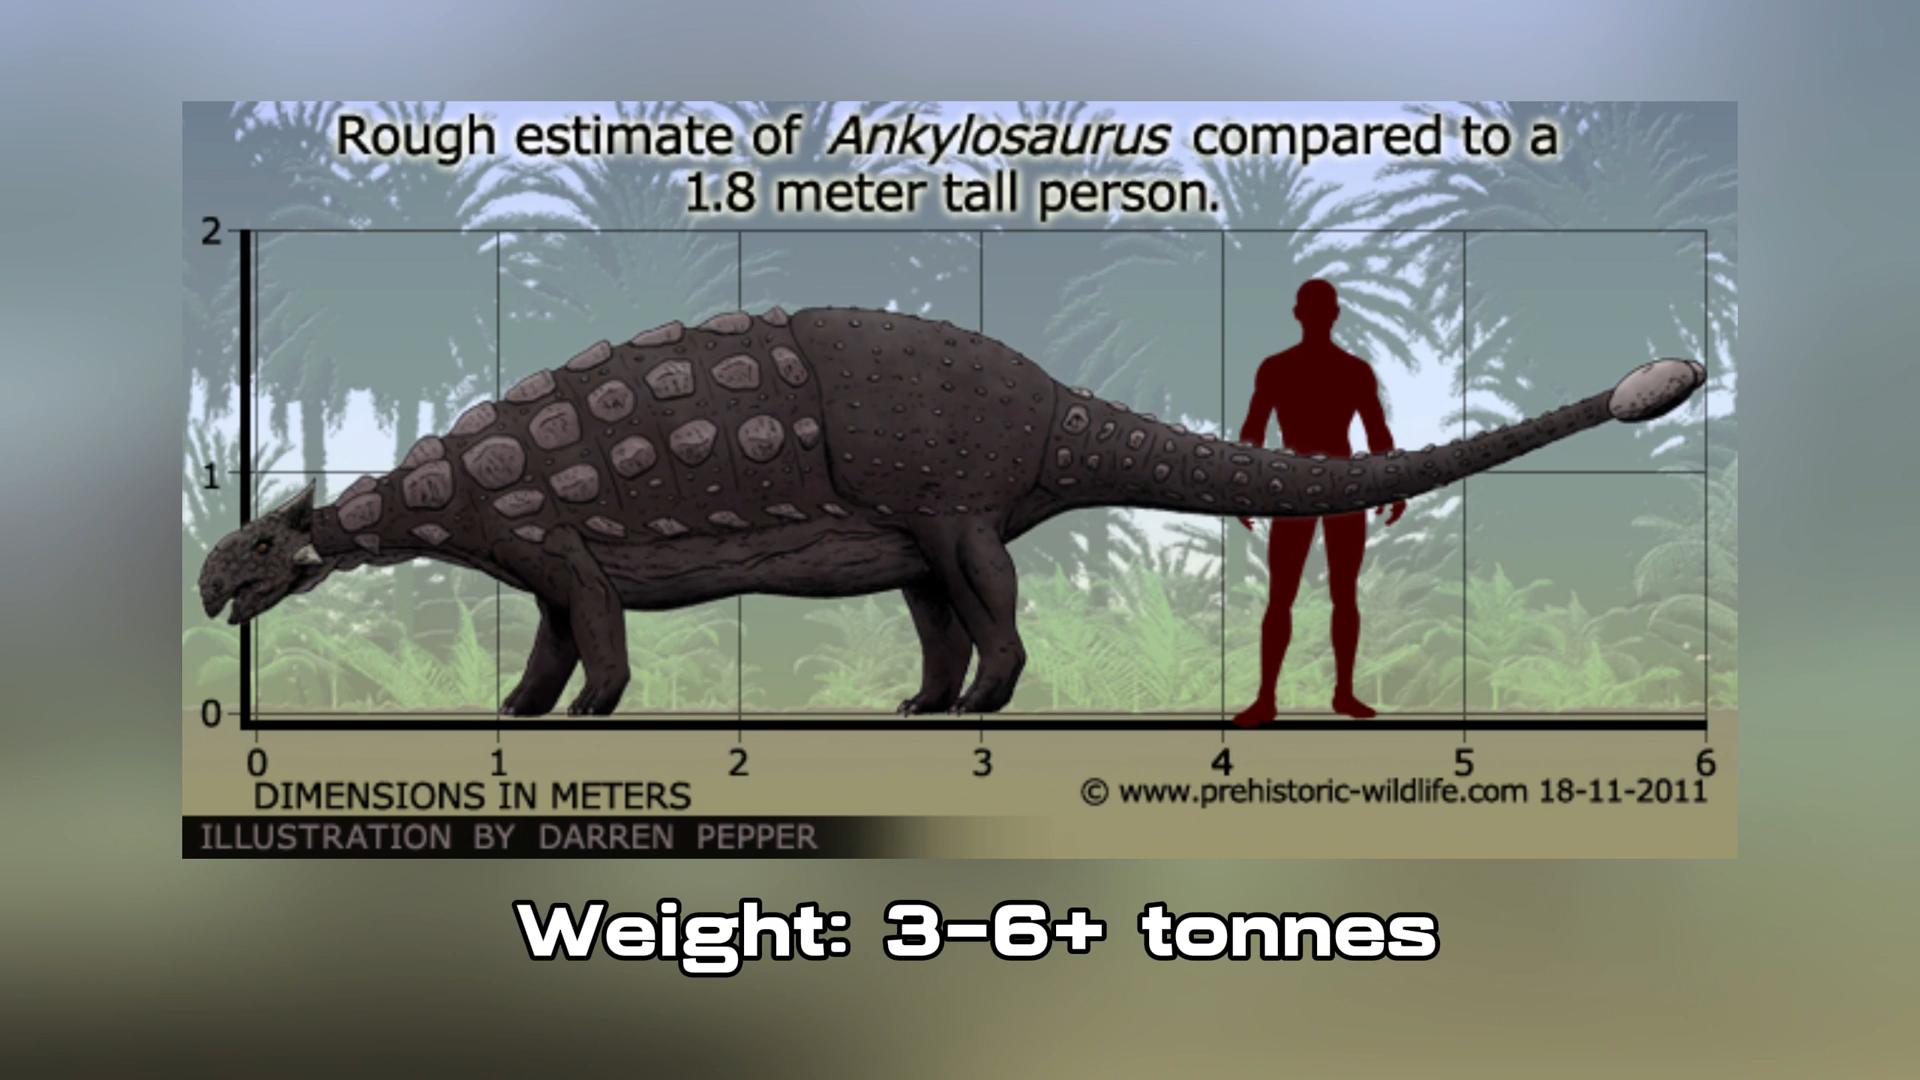 Rough estimate of Ankylosaurus compared to a
1.8 meter tall person.
2
1
0
0 1 2 3 4 5 6
DIMENSIONS IN METERS
© www.prehistoric-wildlife.com 18-11-2011
ILLUSTRATION BY DARREN PEPPER
Weight: 3-6+ tonnes